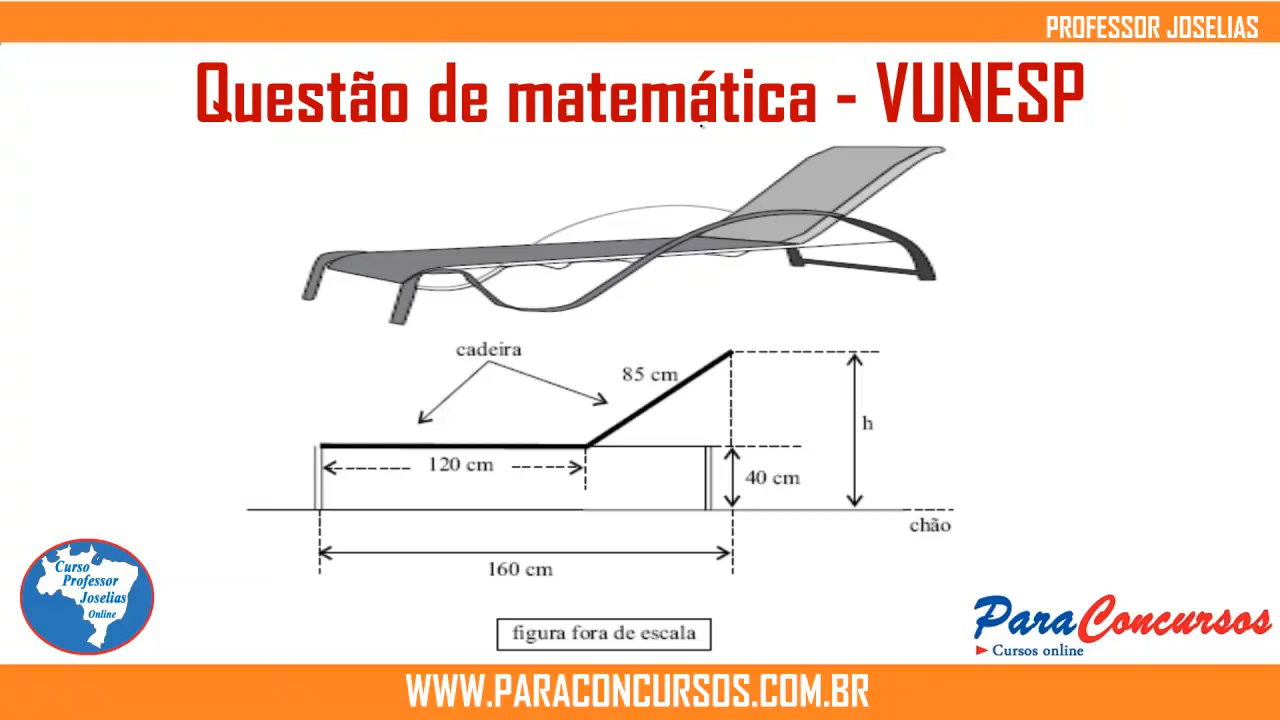 PROFESSOR JOSELIAS
Questão de matemática - VUNESP
cadeira
85 cm
h
120 cm
40 cm
chão
160 cm
figura fora de escala
Curso
Professor
Joselias
Online
ParaConcursos
Cursos online
WWW.PARACONCURSOS.COM.BR